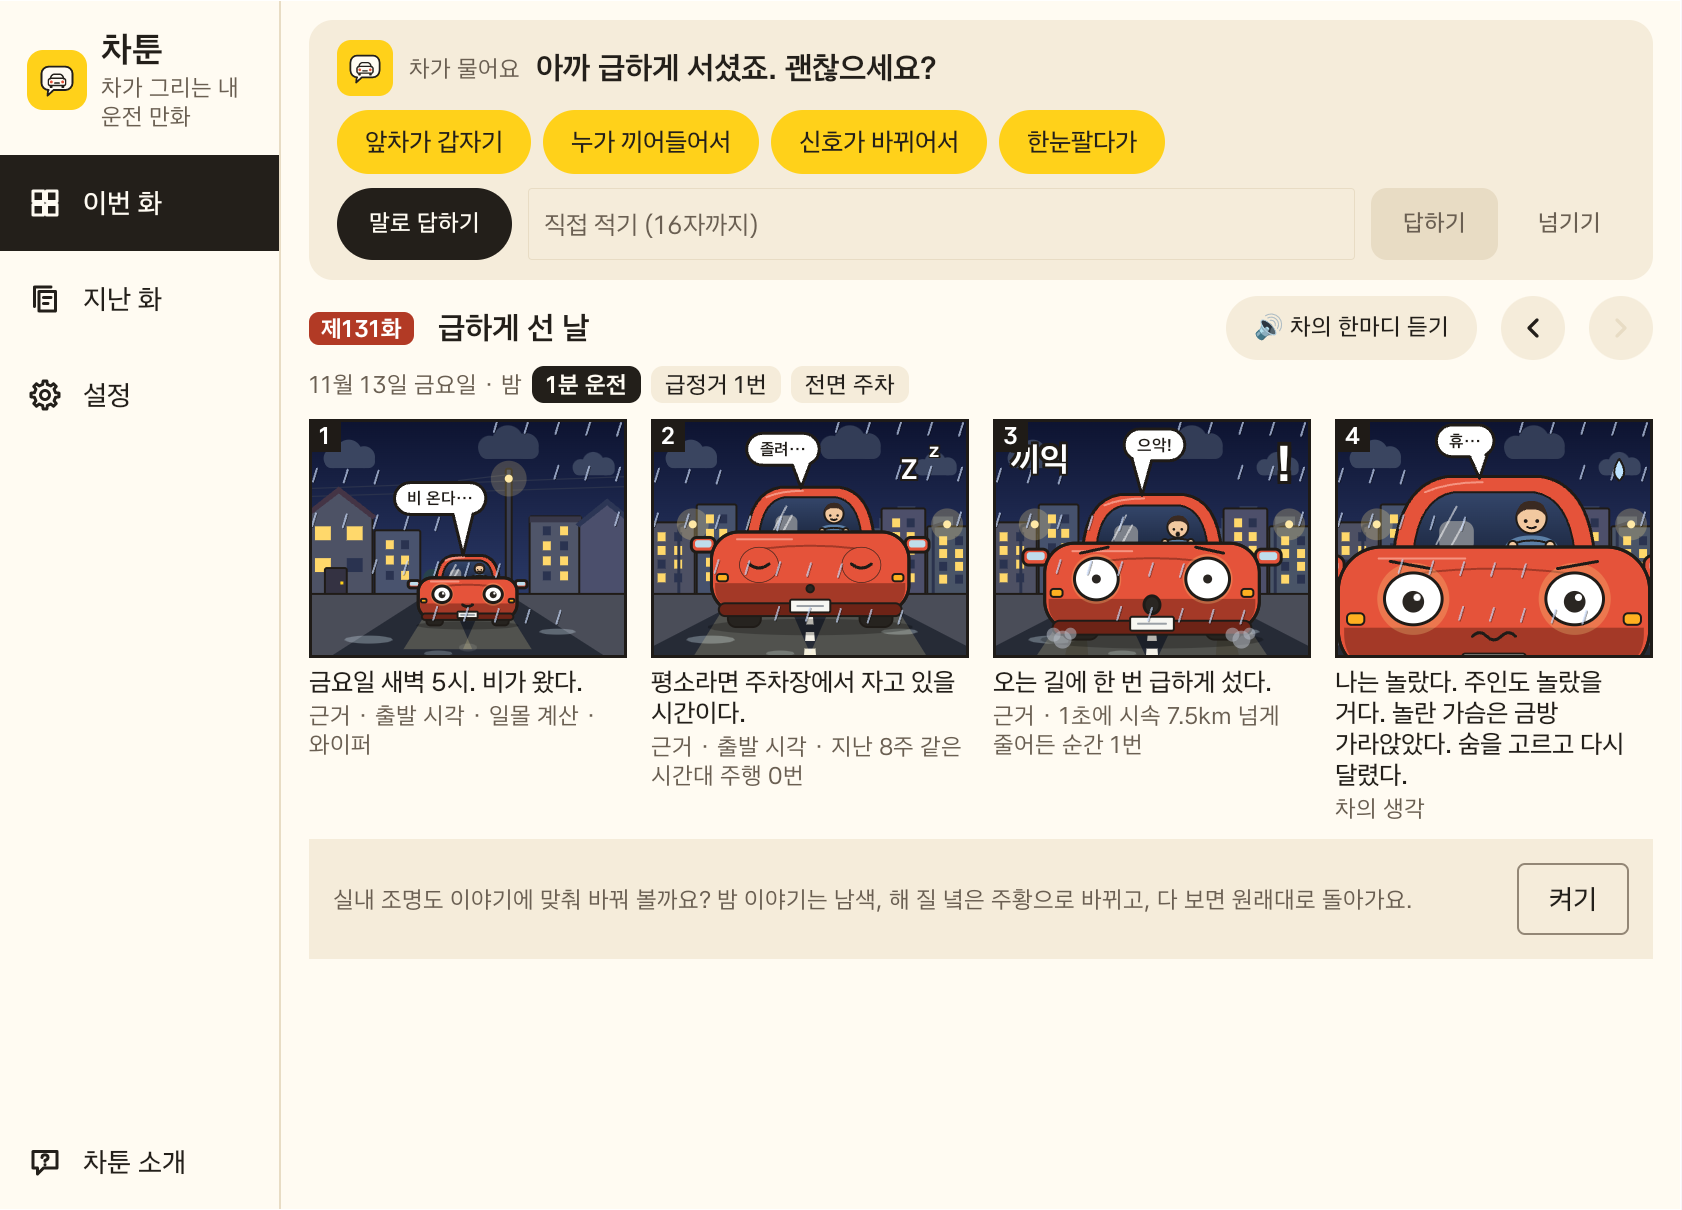 차툰
차가 그리는 내
운전 만화
이번 화
지난 화
설정
차툰 소개
차가 물어요 아까 급하게 서셨죠. 괜찮으세요?
앞차가 갑자기 누가 끼어들어서 신호가 바뀌어서 한눈팔다가
말로 답하기 직접 적기 (16자까지) 답하기 넘기기
제131화 급하게 선 날 차의 한마디 듣기
11월 13일 금요일 · 밤 1분 운전 급정거 1번 전면 주차
1
비 온다…
금요일 새벽 5시. 비가 왔다.
근거 · 출발 시각 · 일몰 계산 ·
와이퍼
2
졸려…
Z z
평소라면 주차장에서 자고 있을
시간이다.
근거 · 출발 시각 · 지난 8주 같은
시간대 주행 0번
3
끼익
으악!
!
오는 길에 한 번 급하게 섰다.
근거 · 1초에 시속 7.5km 넘게
줄어든 순간 1번
4
휴…
나는 놀랐다. 주인도 놀랐을
거다. 놀란 가슴은 금방
가라앉았다. 숨을 고르고 다시
달렸다.
차의 생각
실내 조명도 이야기에 맞춰 바꿔 볼까요? 밤 이야기는 남색, 해 질 녘은 주황으로 바뀌고, 다 보면 원래대로 돌아가요. 켜기